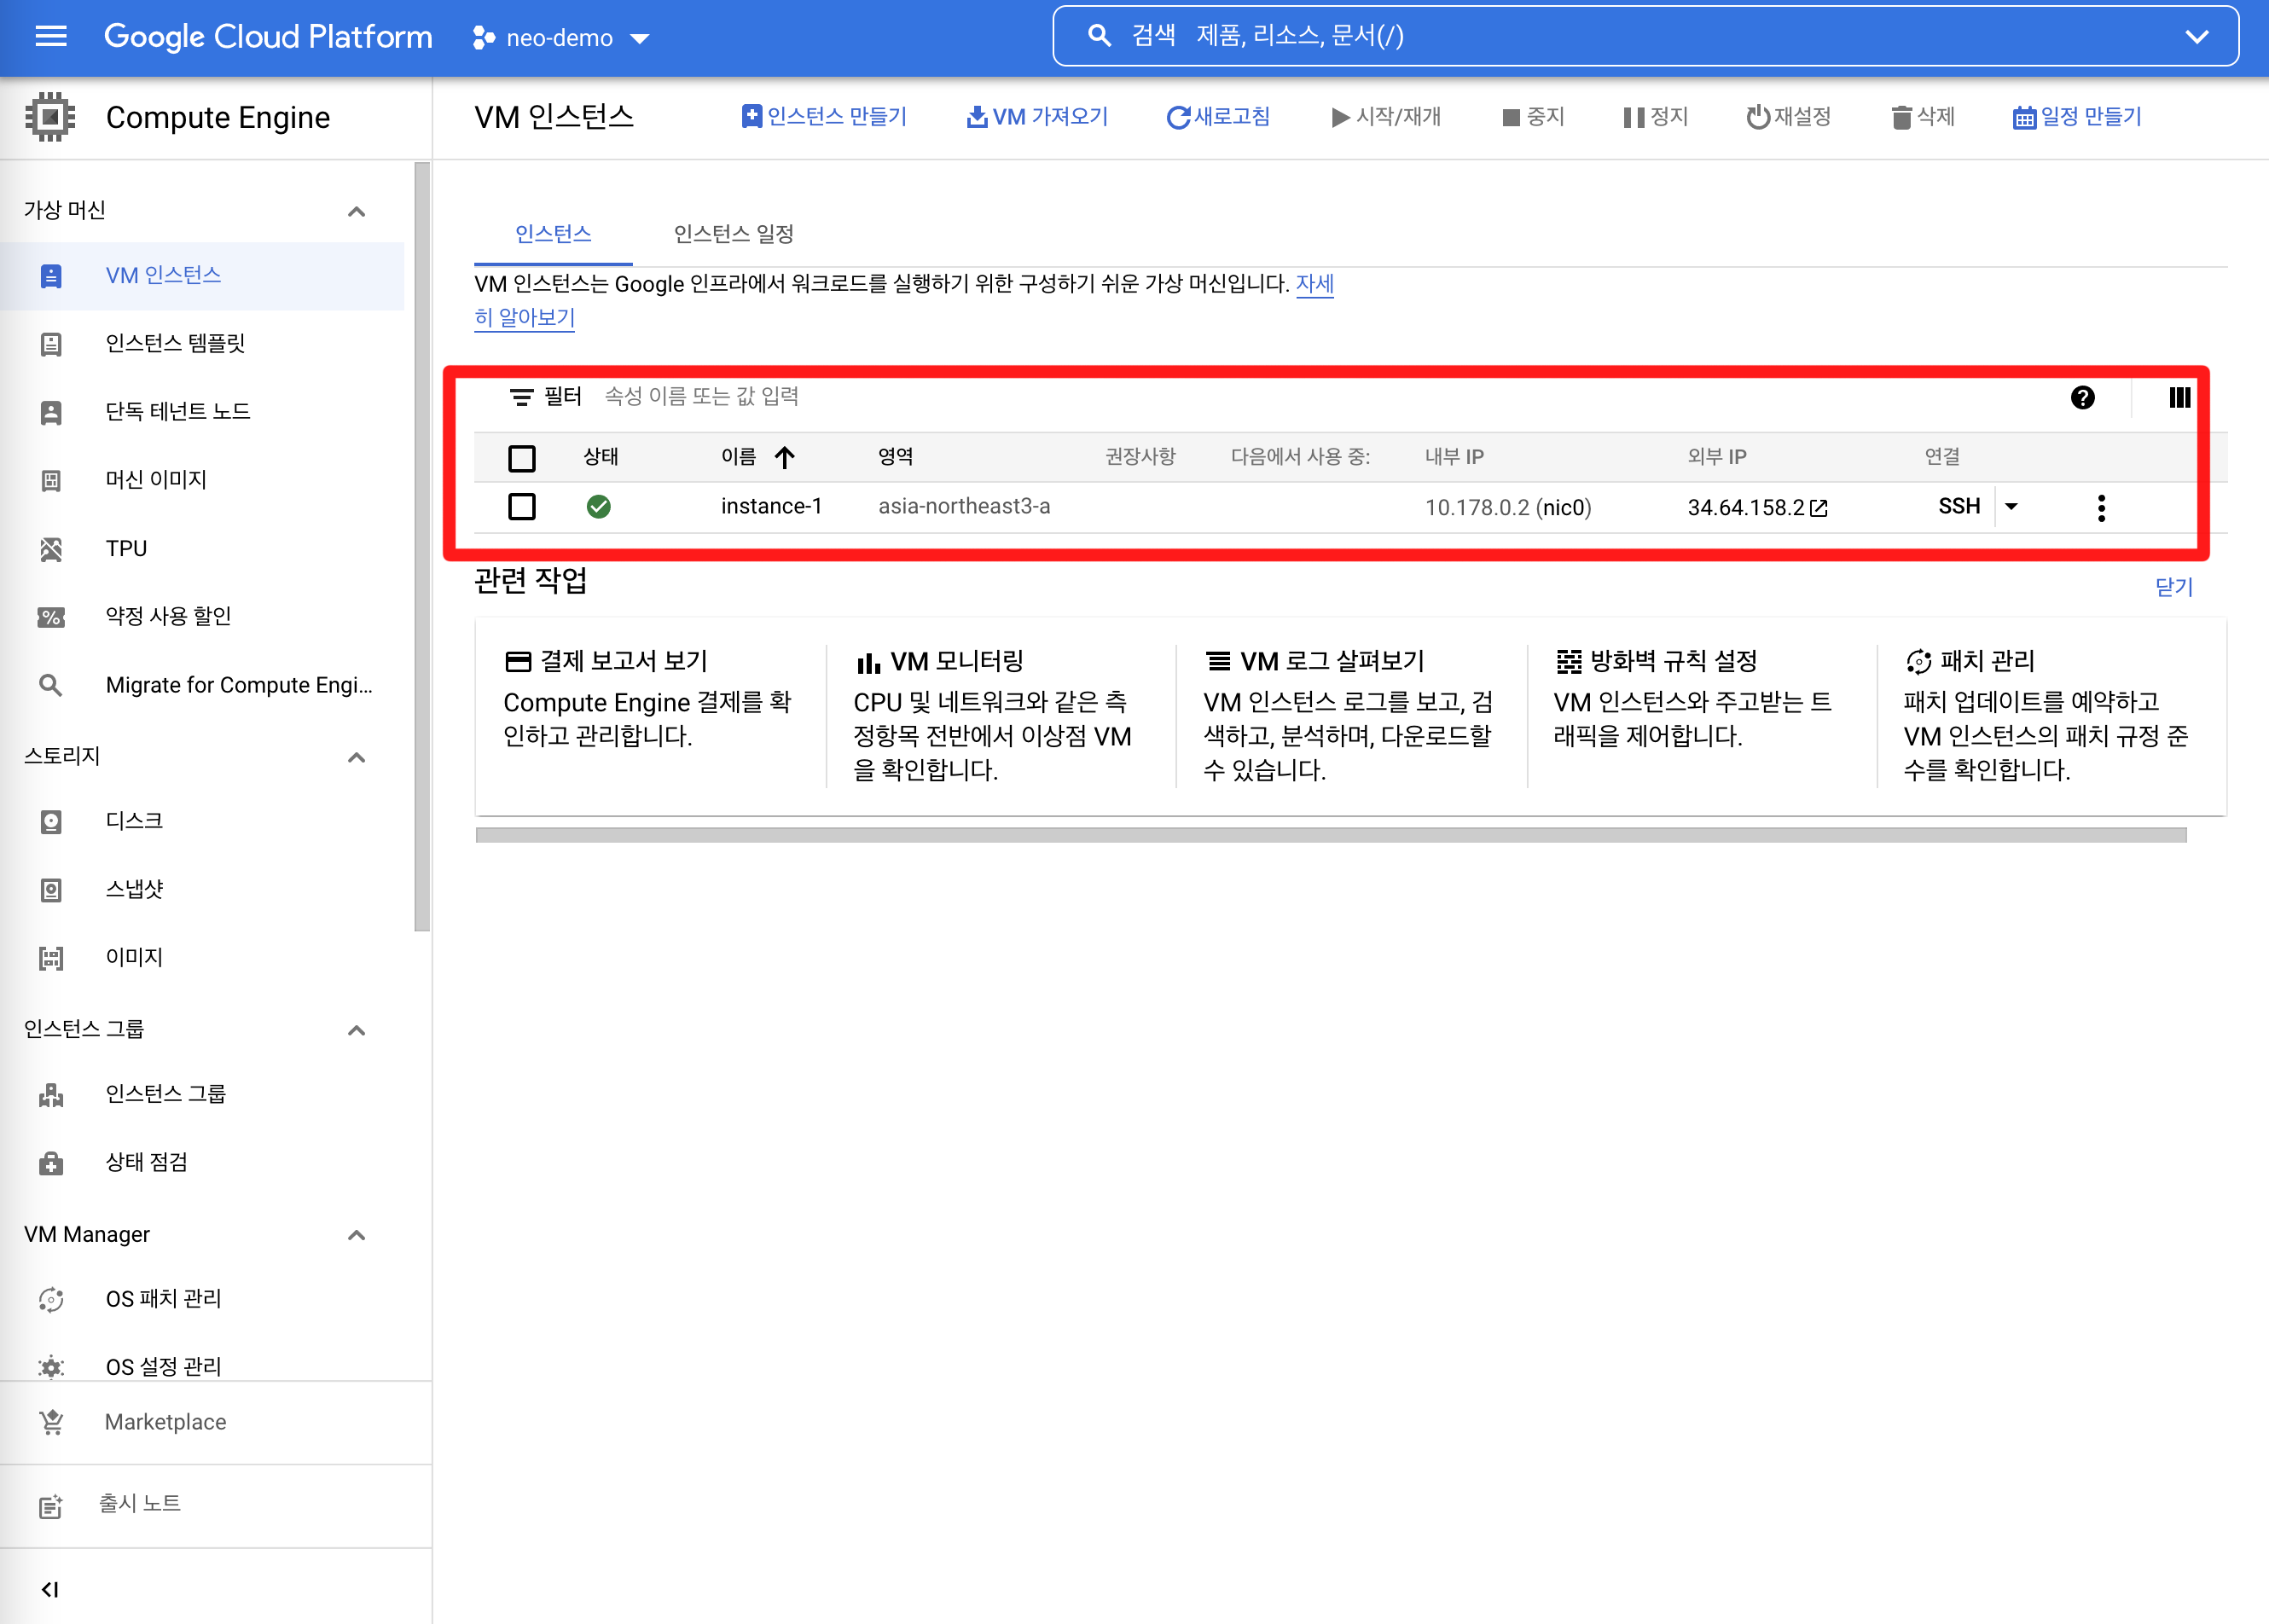 Google Cloud Platform
neo-demo
검색 제품, 리소스, 문서(/)
Compute Engine
VM 인스턴스
인스턴스 만들기
VM 가져오기
새로고침
시작/재개
중지
정지
재설정
삭제
일정 만들기
가상 머신
VM 인스턴스
인스턴스 템플릿
단독 테넌트 노드
머신 이미지
TPU
약정 사용 할인
Migrate for Compute Engi...
스토리지
디스크
스냅샷
이미지
인스턴스 그룹
인스턴스 그룹
상태 점검
VM Manager
OS 패치 관리
OS 설정 관리
Marketplace
출시 노트
인스턴스
인스턴스 일정
VM 인스턴스는 Google 인프라에서 워크로드를 실행하기 위한 구성하기 쉬운 가상 머신입니다. 자세
히 알아보기
필터 속성 이름 또는 값 입력
상태 이름 영역 권장사항 다음에서 사용 중: 내부 IP 외부 IP 연결
instance-1 asia-northeast3-a 10.178.0.2 (nic0) 34.64.158.2 SSH
관련 작업
닫기
결제 보고서 보기
Compute Engine 결제를 확
인하고 관리합니다.
VM 모니터링
CPU 및 네트워크와 같은 측
정항목 전반에서 이상점 VM
을 확인합니다.
VM 로그 살펴보기
VM 인스턴스 로그를 보고, 검
색하고, 분석하며, 다운로드할
수 있습니다.
방화벽 규칙 설정
VM 인스턴스와 주고받는 트
래픽을 제어합니다.
패치 관리
패치 업데이트를 예약하고
VM 인스턴스의 패치 규정 준
수를 확인합니다.